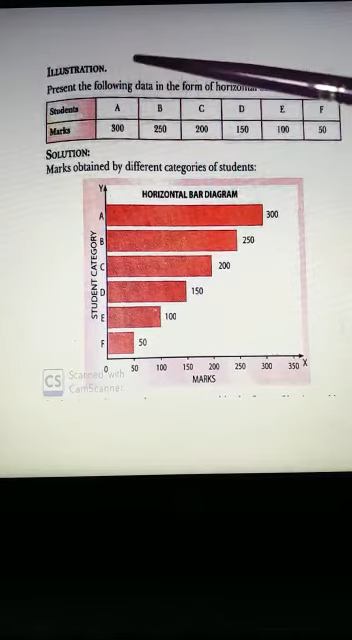 ILLUSTRATION.
Present the following data in the form of
Students A B C D E F
Marks 300 250 200 150 100 50
SOLUTION:
Marks obtained by different categories of students:
Y
HORIZONTAL BAR DIAGRAM
STUDENT CATEGORY
A 300
B 250
C 200
D 150
E 100
F 50
0 50 100 150 200 250 300 350 X
MARKS
CS Scanned with
CamScanner